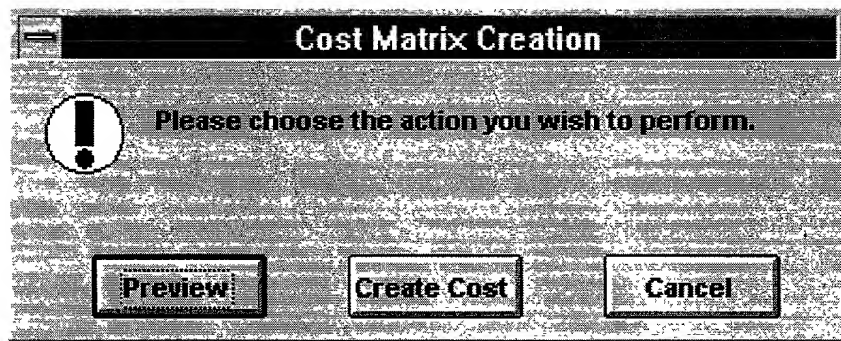 Cost Matrix Creation
Please choose the action you wish to perform.
Preview Create Cost Cancel